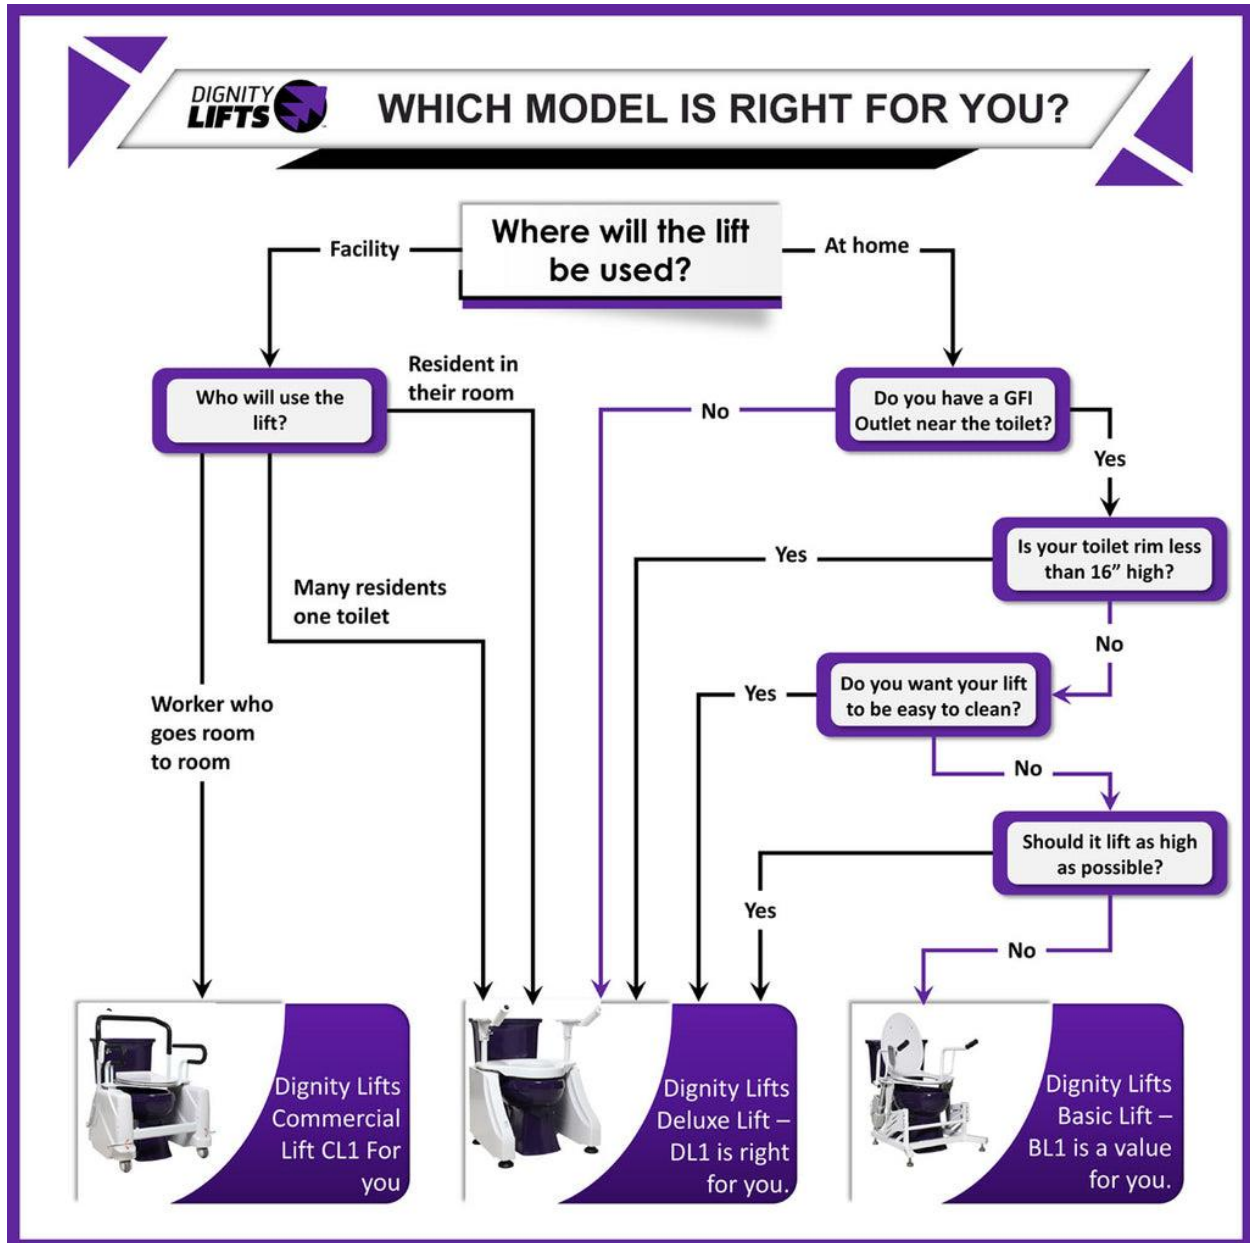 DIGNITY
LIFTS
WHICH MODEL IS RIGHT FOR YOU?
Where will the lift
be used?
Facility
At home
Who will use the
lift?
Resident in
their room
No
Do you have a GFI
Outlet near the toilet?
Yes
Is your toilet rim less
than 16” high?
Yes
Many residents
one toilet
No
Do you want your lift
to be easy to clean?
Yes
Worker who
goes room
to room
No
Should it lift as high
as possible?
Yes
No
Dignity Lifts
Commercial
Lift CL1 For
you
Dignity Lifts
Deluxe Lift –
DL1 is right
for you.
Dignity Lifts
Basic Lift –
BL1 is a value
for you.